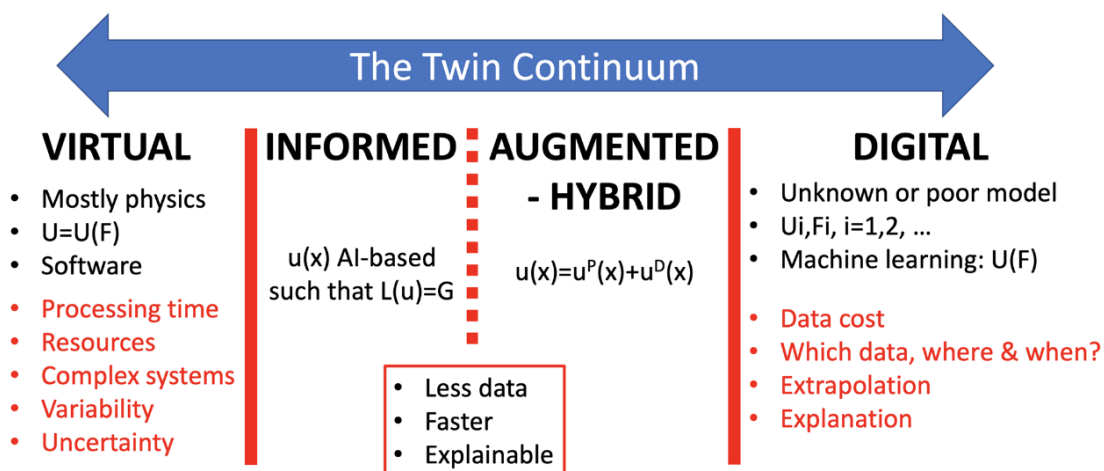 The Twin Continuum
VIRTUAL
• Mostly physics
• U=U(F)
• Software
• Processing time
• Resources
• Complex systems
• Variability
• Uncertainty
INFORMED
u(x) AI-based
such that L(u)=G
AUGMENTED
- HYBRID
u(x)=uᴾ(x)+uᴰ(x)
• Less data
• Faster
• Explainable
DIGITAL
• Unknown or poor model
• Ui,Fi, i=1,2, ...
• Machine learning: U(F)
• Data cost
• Which data, where & when?
• Extrapolation
• Explanation